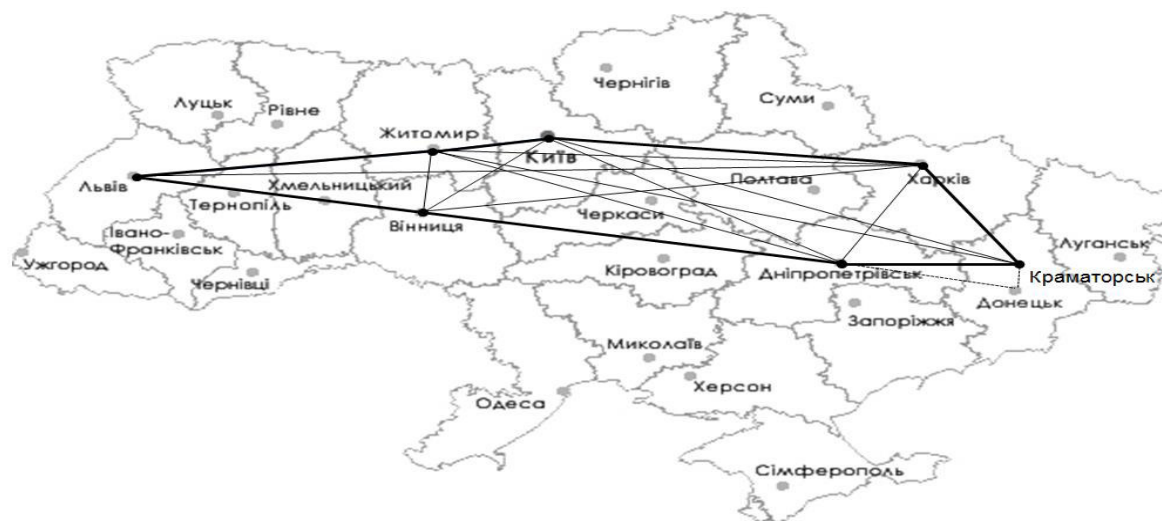 Чернігів
Суми
Луцьк
Рівне
Житомир
Київ
Львів
Хмельницький
Тернопіль
Полтава
Харків
Черкаси
Вінниця
Івано-
Франківськ
Луганськ
Ужгород
Чернівці
Кіровоград
Дніпропетрівськ
Краматорськ
Донецьк
Запоріжжя
Миколаїв
Херсон
Одеса
Сімферополь